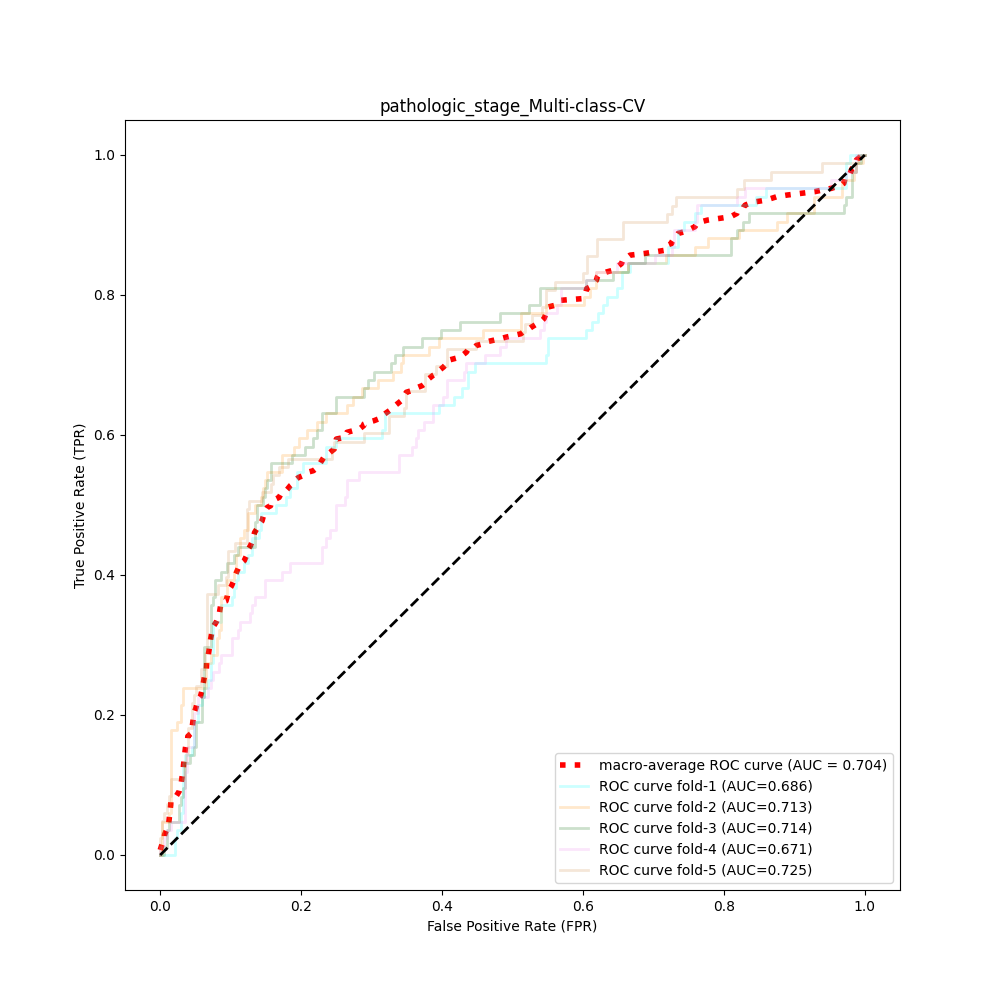 pathologic_stage_Multi-class-CV
1.0
0.8
0.6
0.4
0.2
0.0
True Positive Rate (TPR)
macro-average ROC curve (AUC = 0.704)
ROC curve fold-1 (AUC=0.686)
ROC curve fold-2 (AUC=0.713)
ROC curve fold-3 (AUC=0.714)
ROC curve fold-4 (AUC=0.671)
ROC curve fold-5 (AUC=0.725)
0.0 0.2 0.4 0.6 0.8 1.0
False Positive Rate (FPR)